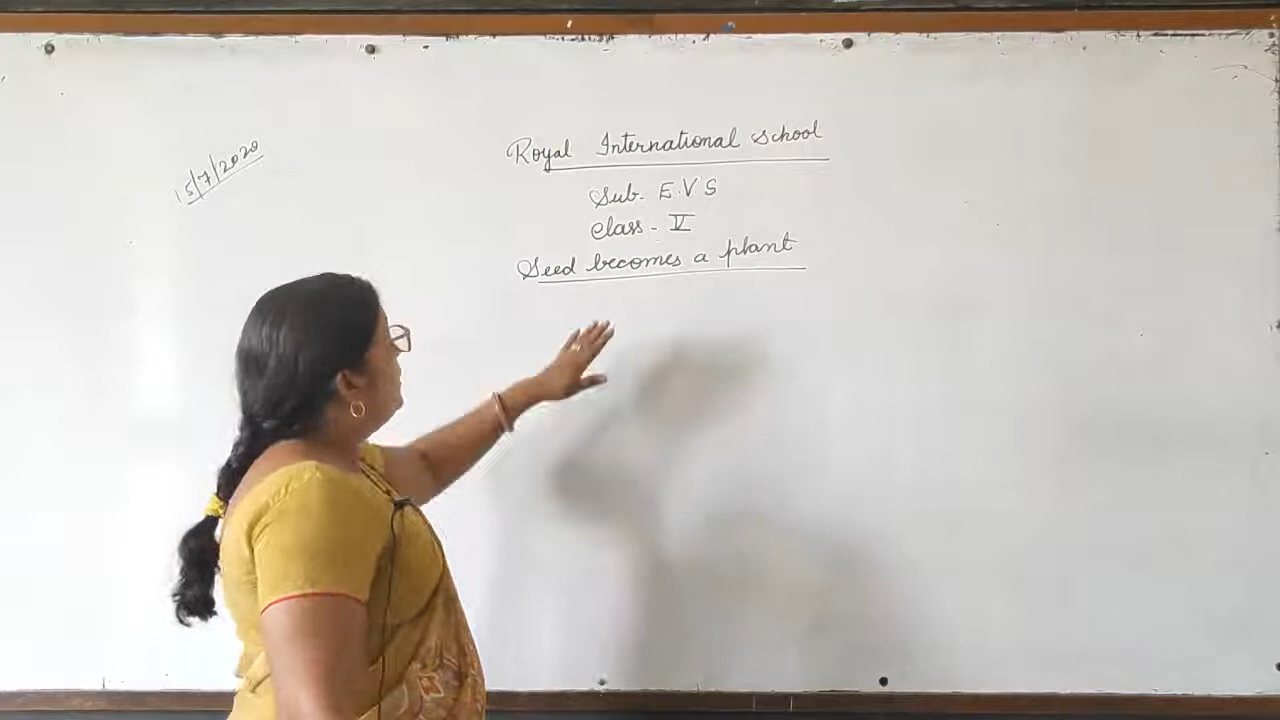 15/7/2020
Royal International School
Sub- E.V S
Class - V
Seed becomes a plant